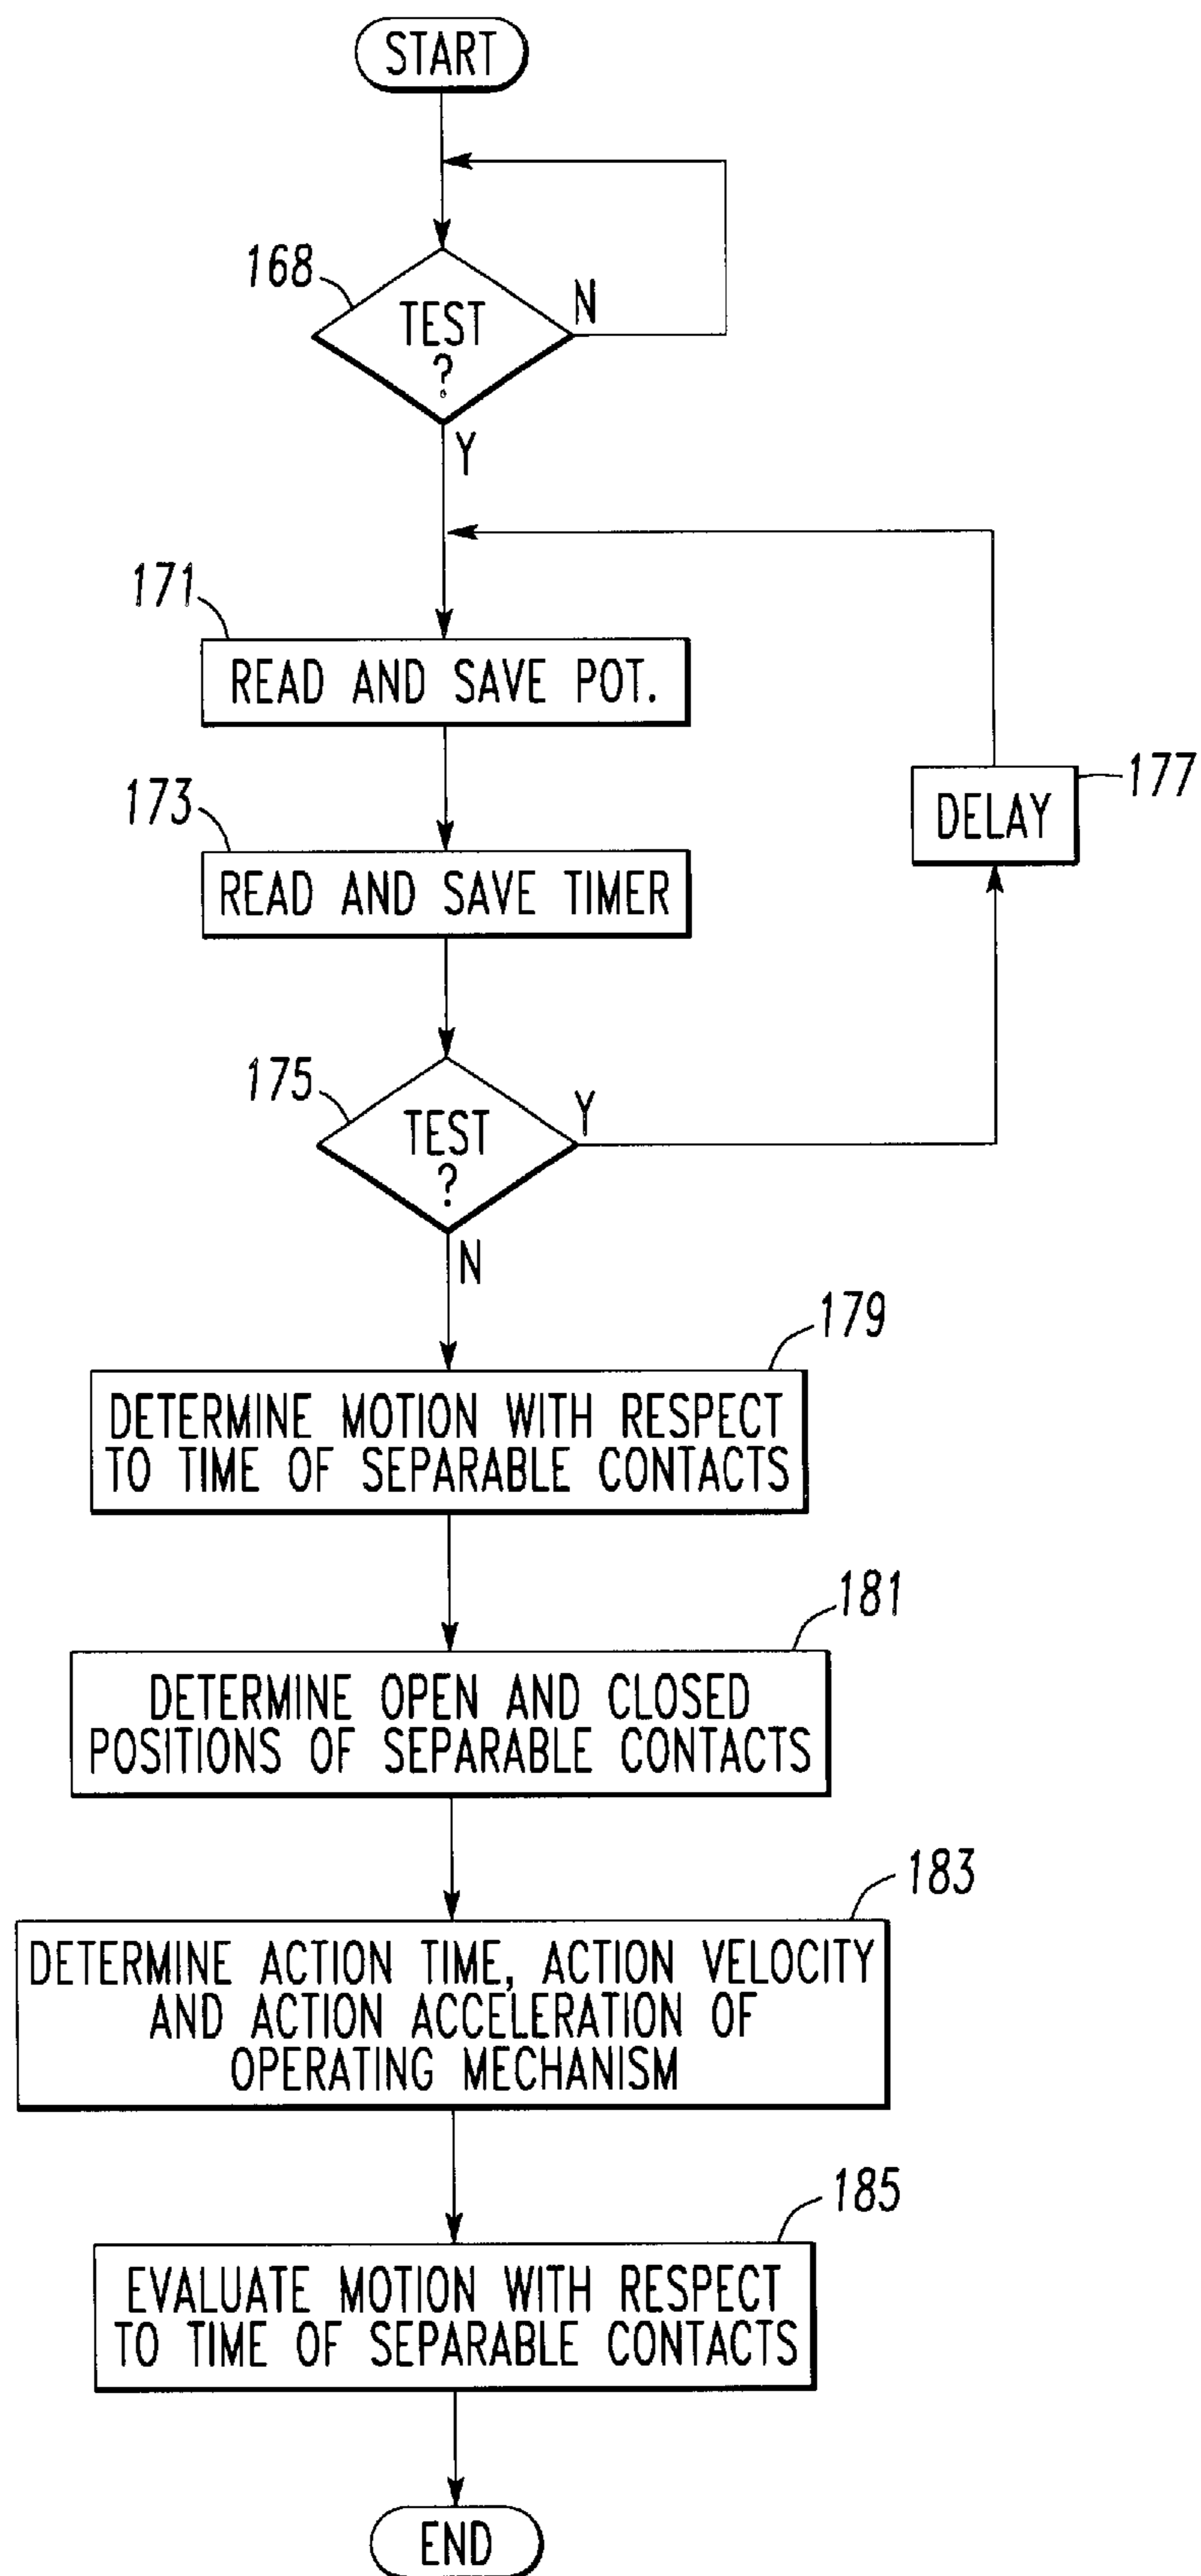 START
168
TEST
?
N
Y
171
READ AND SAVE POT.
173
READ AND SAVE TIMER
177
DELAY
175
TEST
?
Y
N
179
DETERMINE MOTION WITH RESPECT
TO TIME OF SEPARABLE CONTACTS
181
DETERMINE OPEN AND CLOSED
POSITIONS OF SEPARABLE CONTACTS
183
DETERMINE ACTION TIME, ACTION VELOCITY
AND ACTION ACCELERATION OF
OPERATING MECHANISM
185
EVALUATE MOTION WITH RESPECT
TO TIME OF SEPARABLE CONTACTS
END